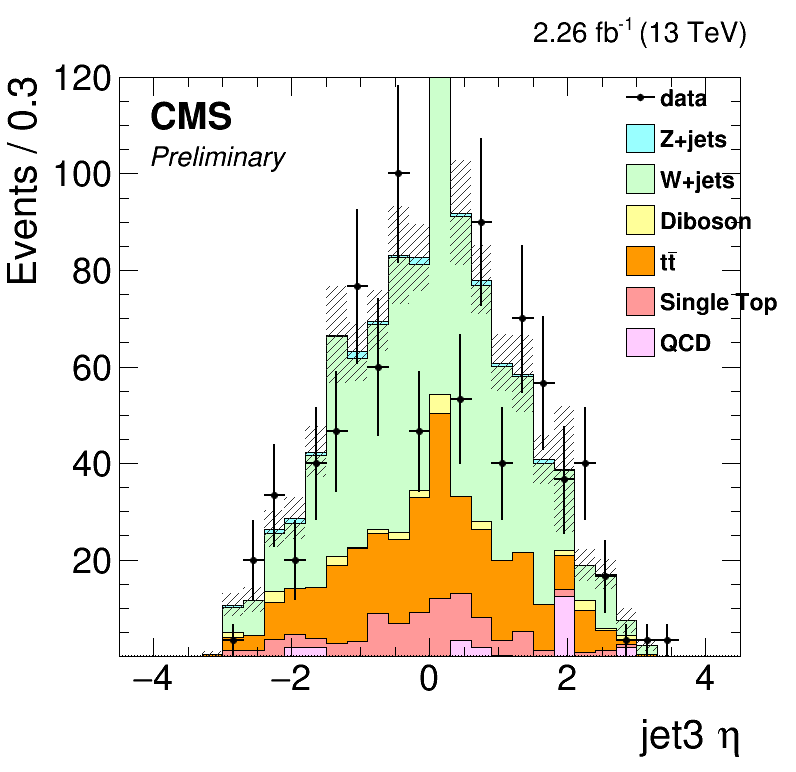 2.26 fb-1 (13 TeV)
Events / 0.3
120
100
80
60
40
20
CMS
Preliminary
data
Z+jets
W+jets
Diboson
tt̄
Single Top
QCD
−4
−2
0
2
4
jet3 η